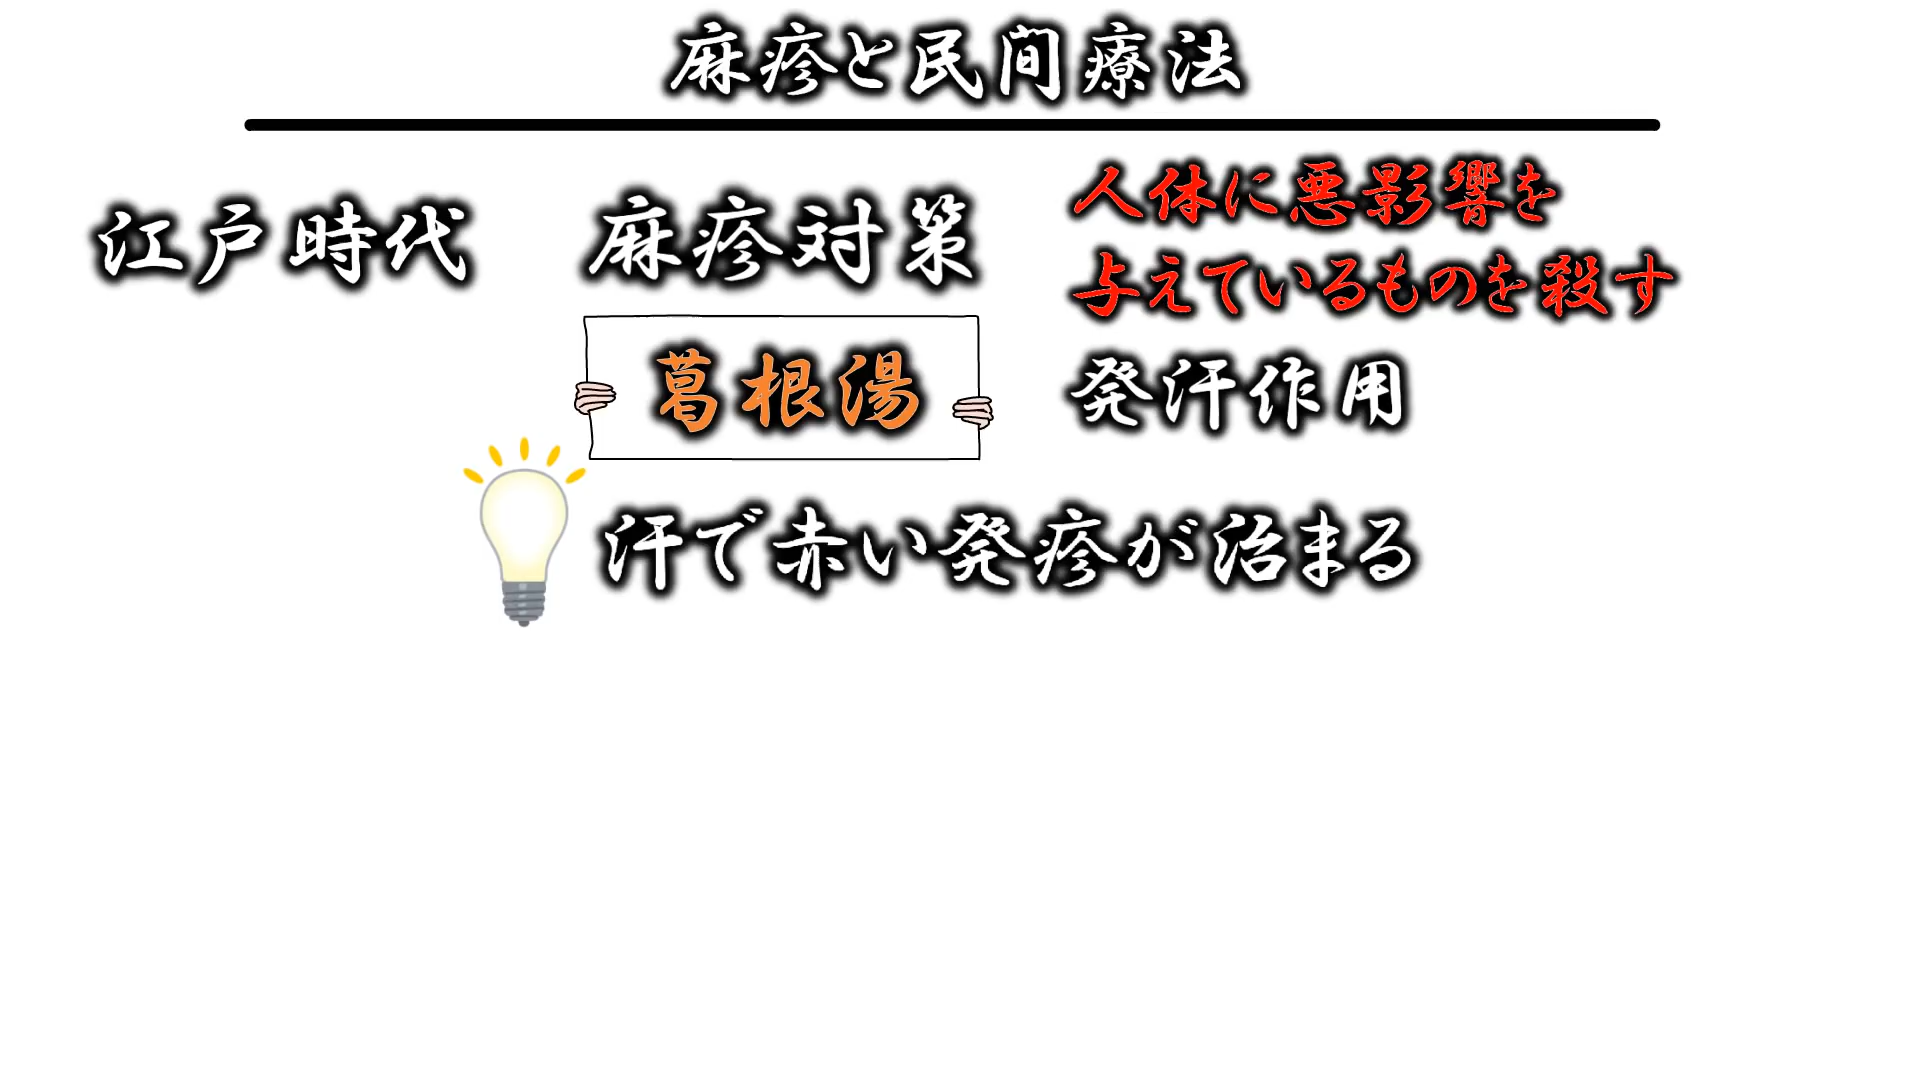 麻疹と民間療法
江戸時代
麻疹対策
人体に悪影響を
与えているものを殺す
葛根湯
発汗作用
汗で赤い発疹が治まる